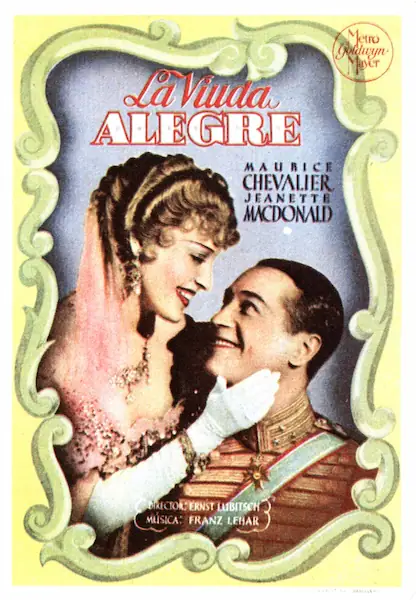 Metro
Goldwyn-
Mayer
La Viuda
ALEGRE
MAURICE
CHEVALIER
JEANETTE
MACDONALD
DIRECTOR: ERNST LUBITSCH
MÚSICA: FRANZ LEHAR